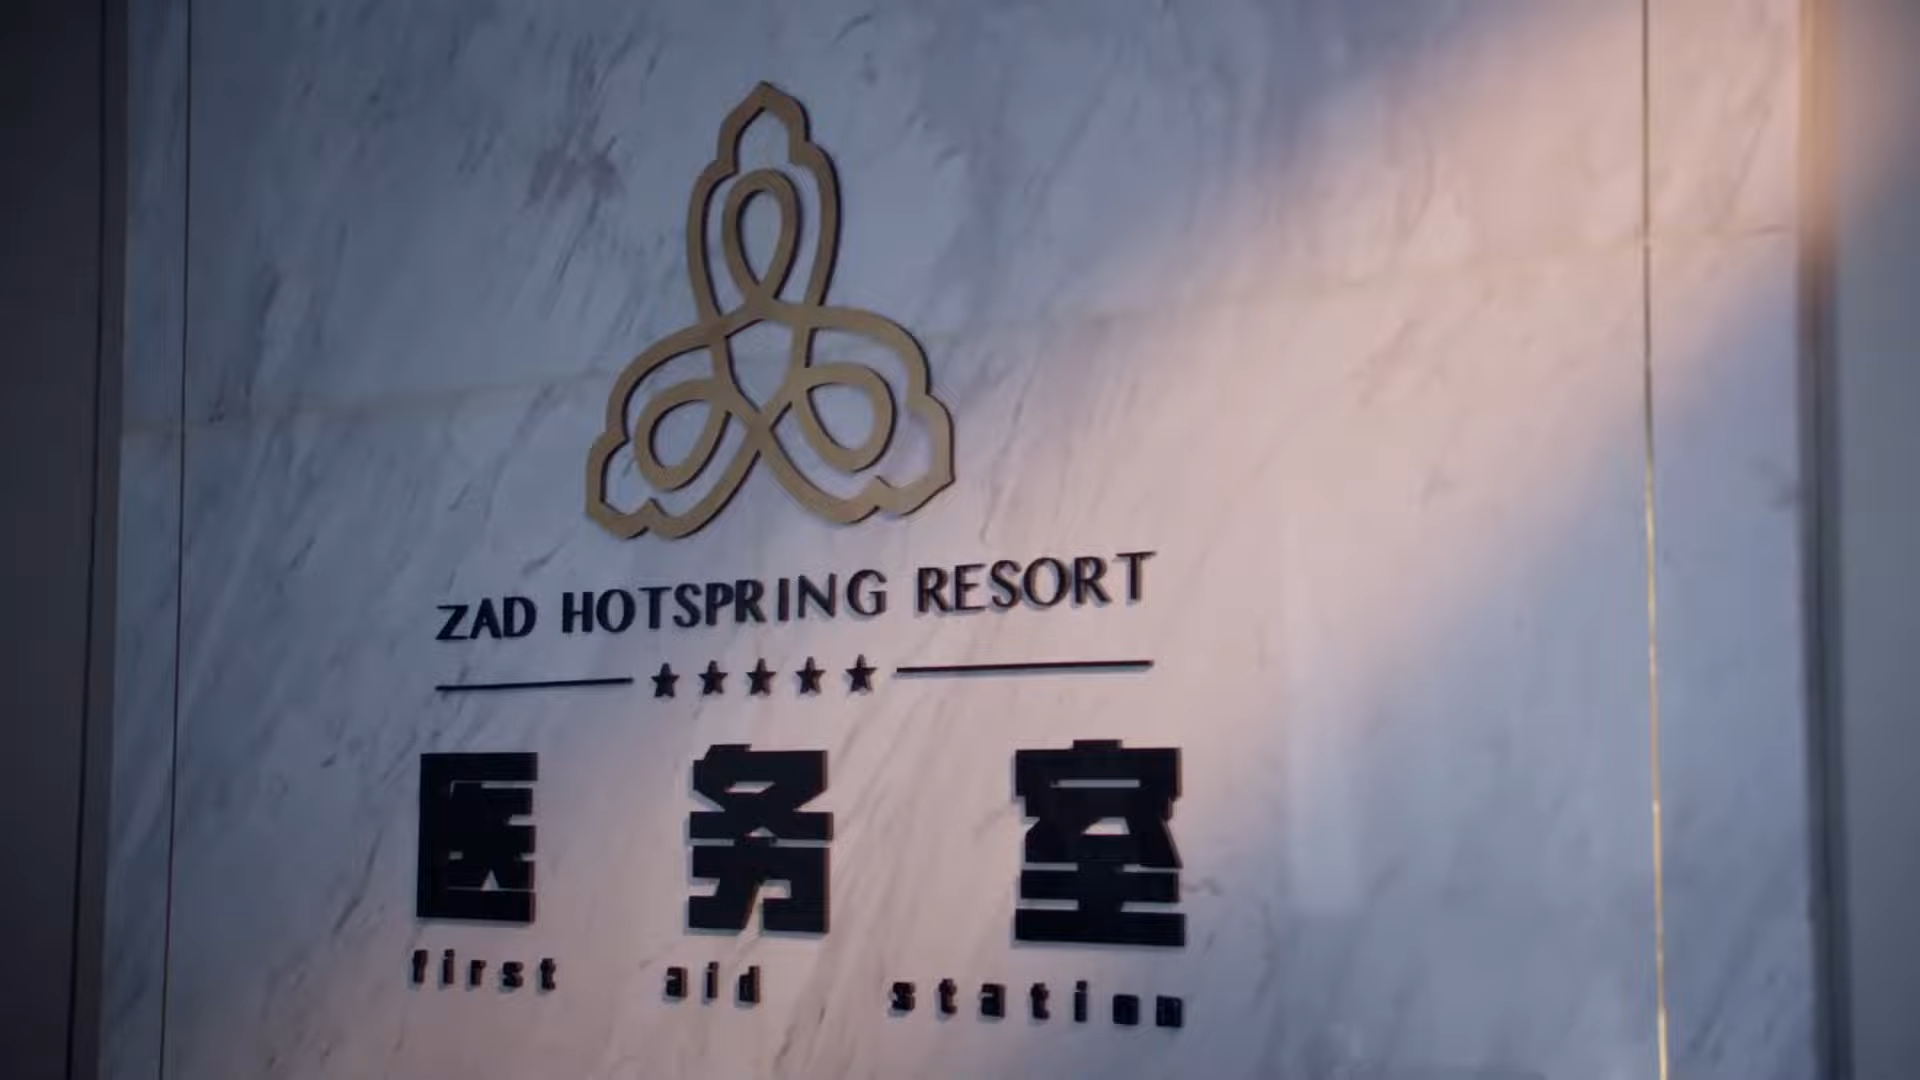 ZAD HOTSPRING RESORT
★★★★★
医务室
first aid station